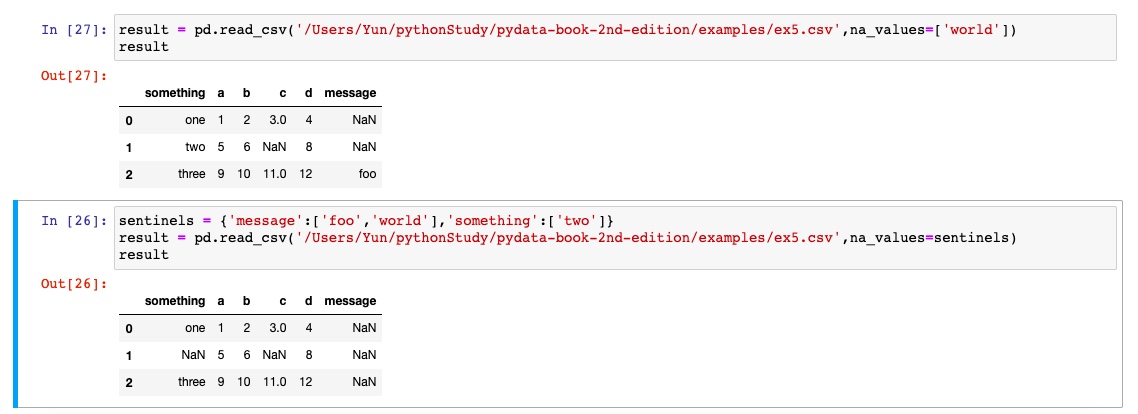 In [27]: result = pd.read_csv('/Users/Yun/pythonStudy/pydata-book-2nd-edition/examples/ex5.csv',na_values=['world'])
result
Out[27]:
something a b c d message
0 one 1 2 3.0 4 NaN
1 two 5 6 NaN 8 NaN
2 three 9 10 11.0 12 foo
In [26]: sentinels = {'message':['foo','world'],'something':['two']}
result = pd.read_csv('/Users/Yun/pythonStudy/pydata-book-2nd-edition/examples/ex5.csv',na_values=sentinels)
result
Out[26]:
something a b c d message
0 one 1 2 3.0 4 NaN
1 NaN 5 6 NaN 8 NaN
2 three 9 10 11.0 12 NaN